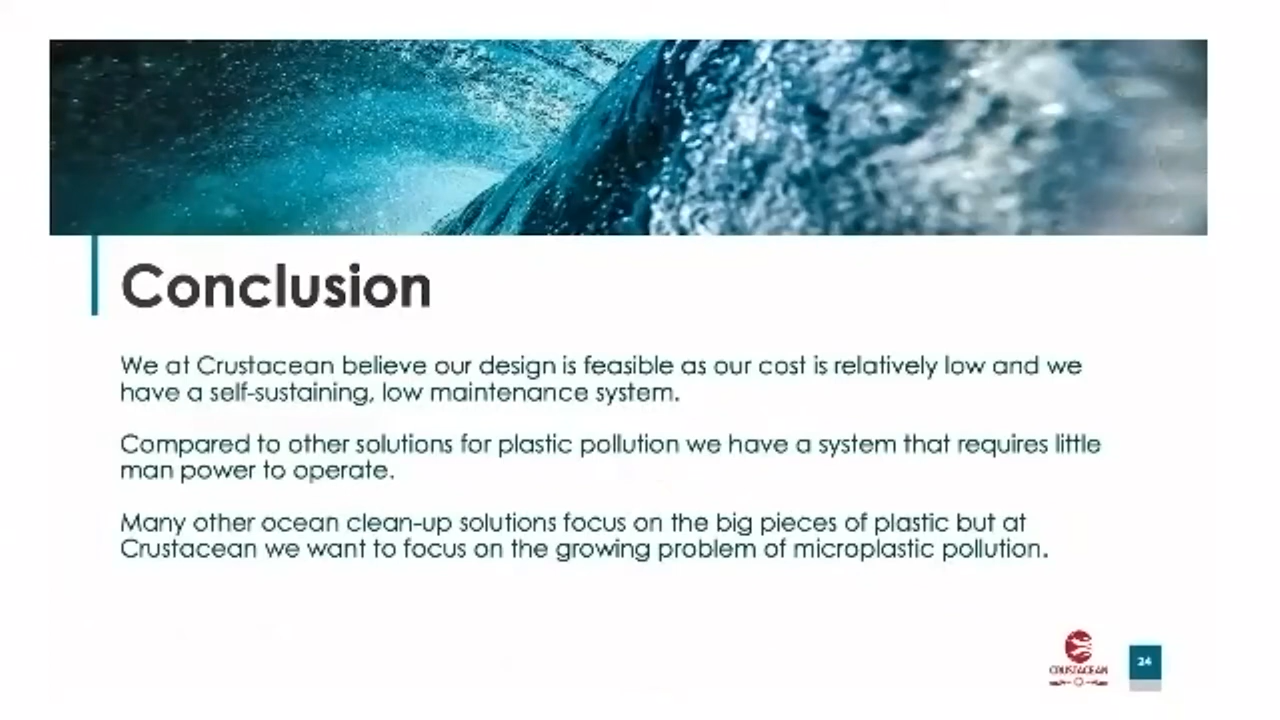 Conclusion
We at Crustacean believe our design is feasible as our cost is relatively low and we
have a self-sustaining, low maintenance system.
Compared to other solutions for plastic pollution we have a system that requires little
man power to operate.
Many other ocean clean-up solutions focus on the big pieces of plastic but at
Crustacean we want to focus on the growing problem of microplastic pollution.
CRUSTACEAN
24